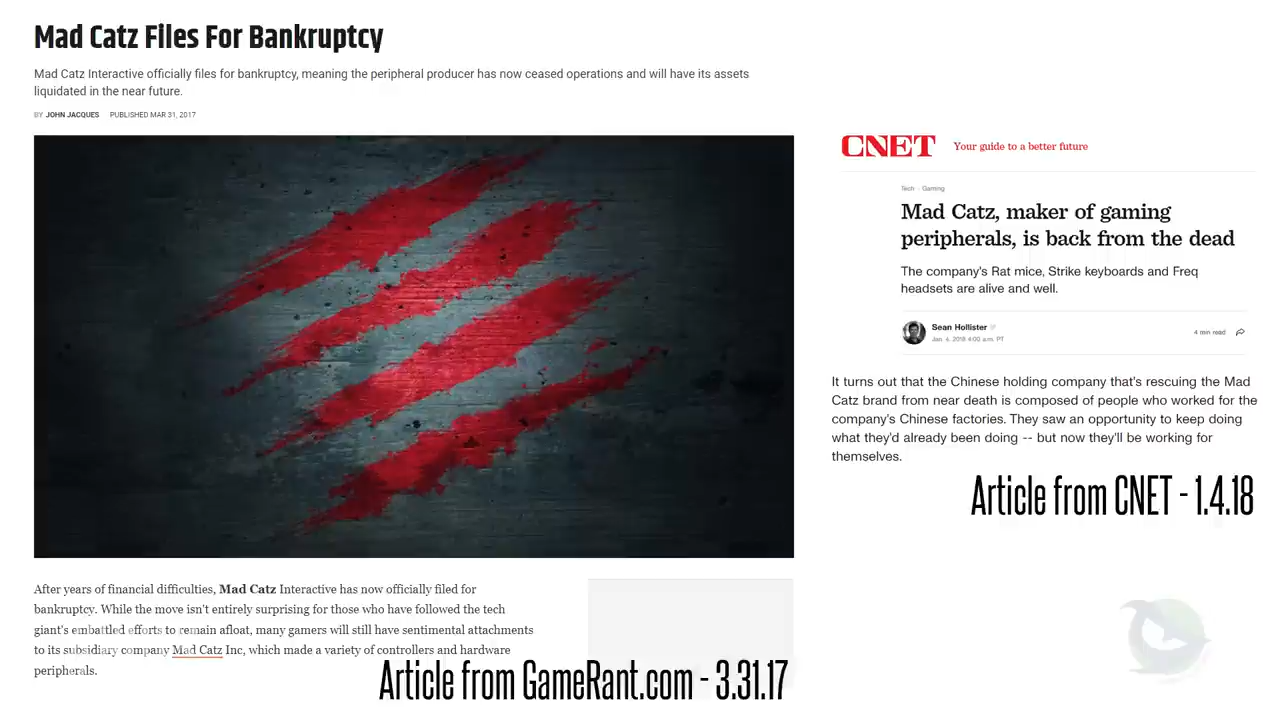 Mad Catz Files For Bankruptcy
Mad Catz Interactive officially files for bankruptcy, meaning the peripheral producer has now ceased operations and will have its assets
liquidated in the near future.
BY JOHN JACQUES PUBLISHED MAR 31, 2017
After years of financial difficulties, Mad Catz Interactive has now officially filed for
bankruptcy. While the move isn't entirely surprising for those who have followed the tech
giant's embattled efforts to remain afloat, many gamers will still have sentimental attachments
to its subsidiary company Mad Catz Inc, which made a variety of controllers and hardware
peripherals.
Article from GameRant.com - 3.31.17
CNET Your guide to a better future
Tech Gaming
Mad Catz, maker of gaming
peripherals, is back from the dead
The company's Rat mice, Strike keyboards and Freq
headsets are alive and well.
Sean Hollister
Jan. 4, 2018 4:00 a.m. PT
4 min read
It turns out that the Chinese holding company that's rescuing the Mad
Catz brand from near death is composed of people who worked for the
company's Chinese factories. They saw an opportunity to keep doing
what they'd already been doing -- but now they'll be working for
themselves.
Article from CNET - 1.4.18